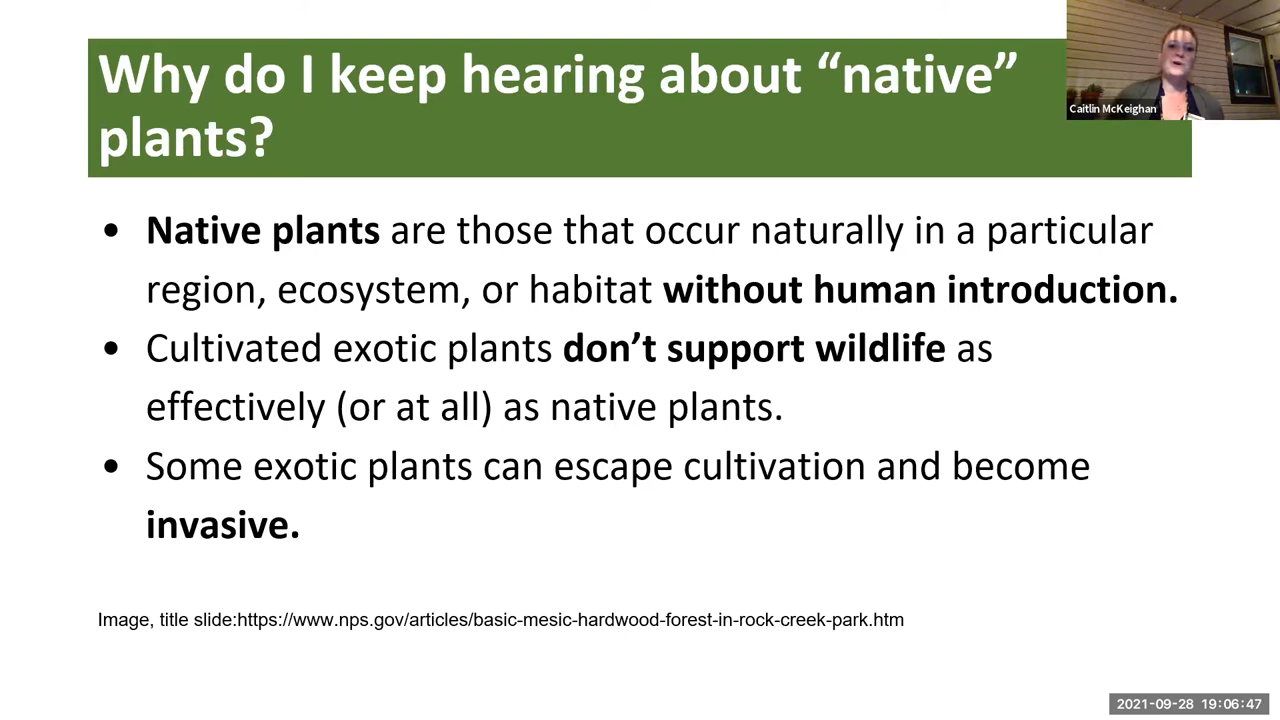 Why do I keep hearing about “native”
plants?
Caitlin McKeighan
• Native plants are those that occur naturally in a particular
region, ecosystem, or habitat without human introduction.
• Cultivated exotic plants don’t support wildlife as
effectively (or at all) as native plants.
• Some exotic plants can escape cultivation and become
invasive.
Image, title slide:https://www.nps.gov/articles/basic-mesic-hardwood-forest-in-rock-creek-park.htm
2021-09-28 19:06:47